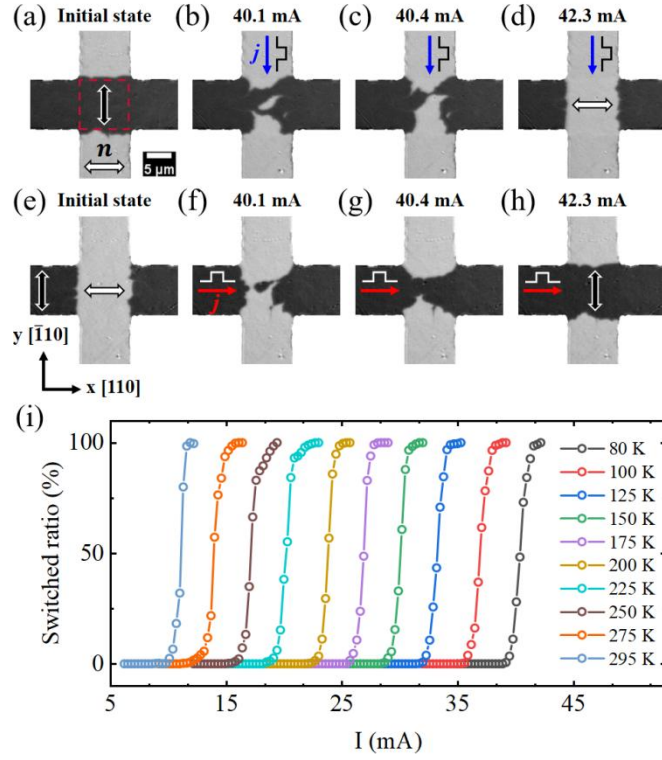 (a) Initial state
(b) 40.1 mA
(c) 40.4 mA
(d) 42.3 mA
j
n
5 μm
(e) Initial state
(f) 40.1 mA
(g) 40.4 mA
(h) 42.3 mA
j
y [1̄10]
x [110]
(i)
Switched ratio (%)
100
50
0
80 K
100 K
125 K
150 K
175 K
200 K
225 K
250 K
275 K
295 K
5 15 25 35 45
I (mA)